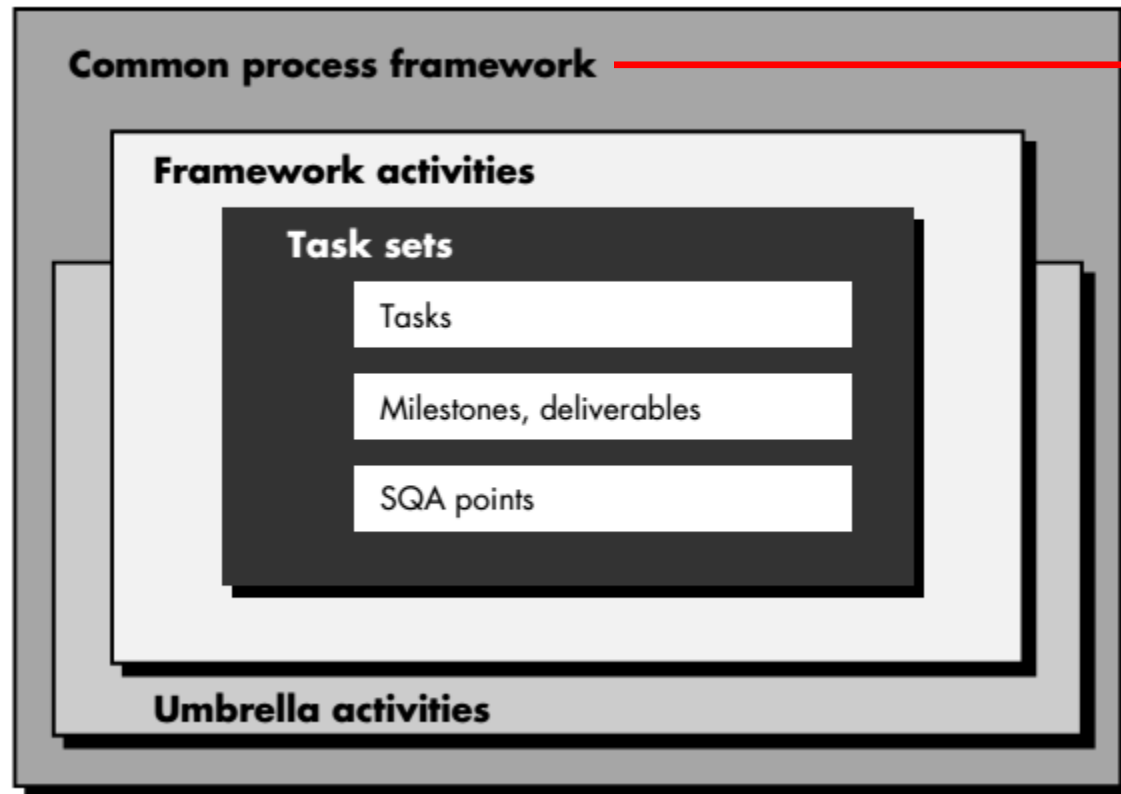 Common process framework
Framework activities
Task sets
Tasks
Milestones, deliverables
SQA points
Umbrella activities